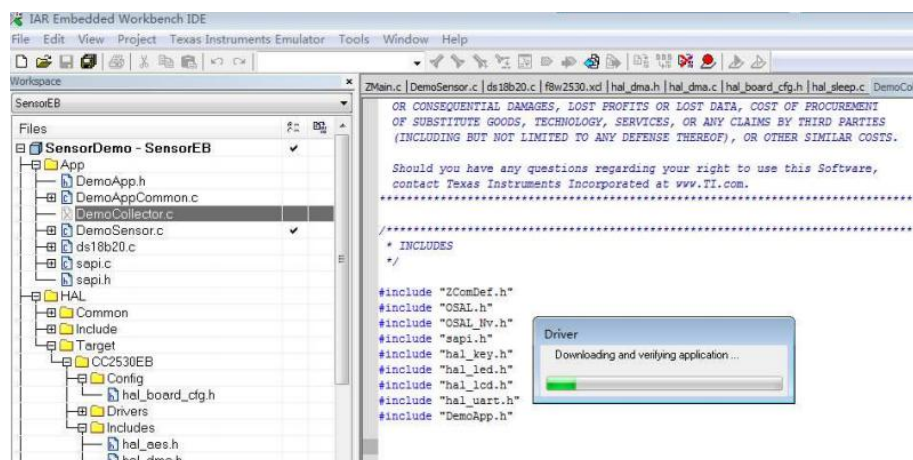 IAR Embedded Workbench IDE
File Edit View Project Texas Instruments Emulator Tools Window Help
Workspace
ZMain.c | DemoSensor.c | ds18b20.c | f8w2530.xcl | hal_dma.h | hal_dma.c | hal_board_cfg.h | hal_sleep.c DemoCol
SensorEB
Files
SensorDemo - SensorEB
App
DemoApp.h
DemoAppCommon.c
DemoCollector.c
DemoSensor.c
ds18b20.c
sapi.c
sapi.h
HAL
Common
Include
Target
CC2530EB
Config
hal_board_cfg.h
Drivers
Includes
hal_aes.h
hal_dma.h
OR CONSEQUENTIAL DAMAGES, LOST PROFITS OR LOST DATA, COST OF PROCUREMENT
OF SUBSTITUTE GOODS, TECHNOLOGY, SERVICES, OR ANY CLAIMS BY THIRD PARTIES
(INCLUDING BUT NOT LIMITED TO ANY DEFENSE THEREOF), OR OTHER SIMILAR COSTS.
Should you have any questions regarding your right to use this Software,
contact Texas Instruments Incorporated at www.TI.com.
* INCLUDES
*/
#include "ZComDef.h"
#include "OSAL.h"
#include "OSAL_Nv.h"
#include "sapi.h"
#include "hal_key.h"
#include "hal_led.h"
#include "hal_lcd.h"
#include "hal_uart.h"
#include "DemoApp.h"
Driver
Downloading and verifying application ...